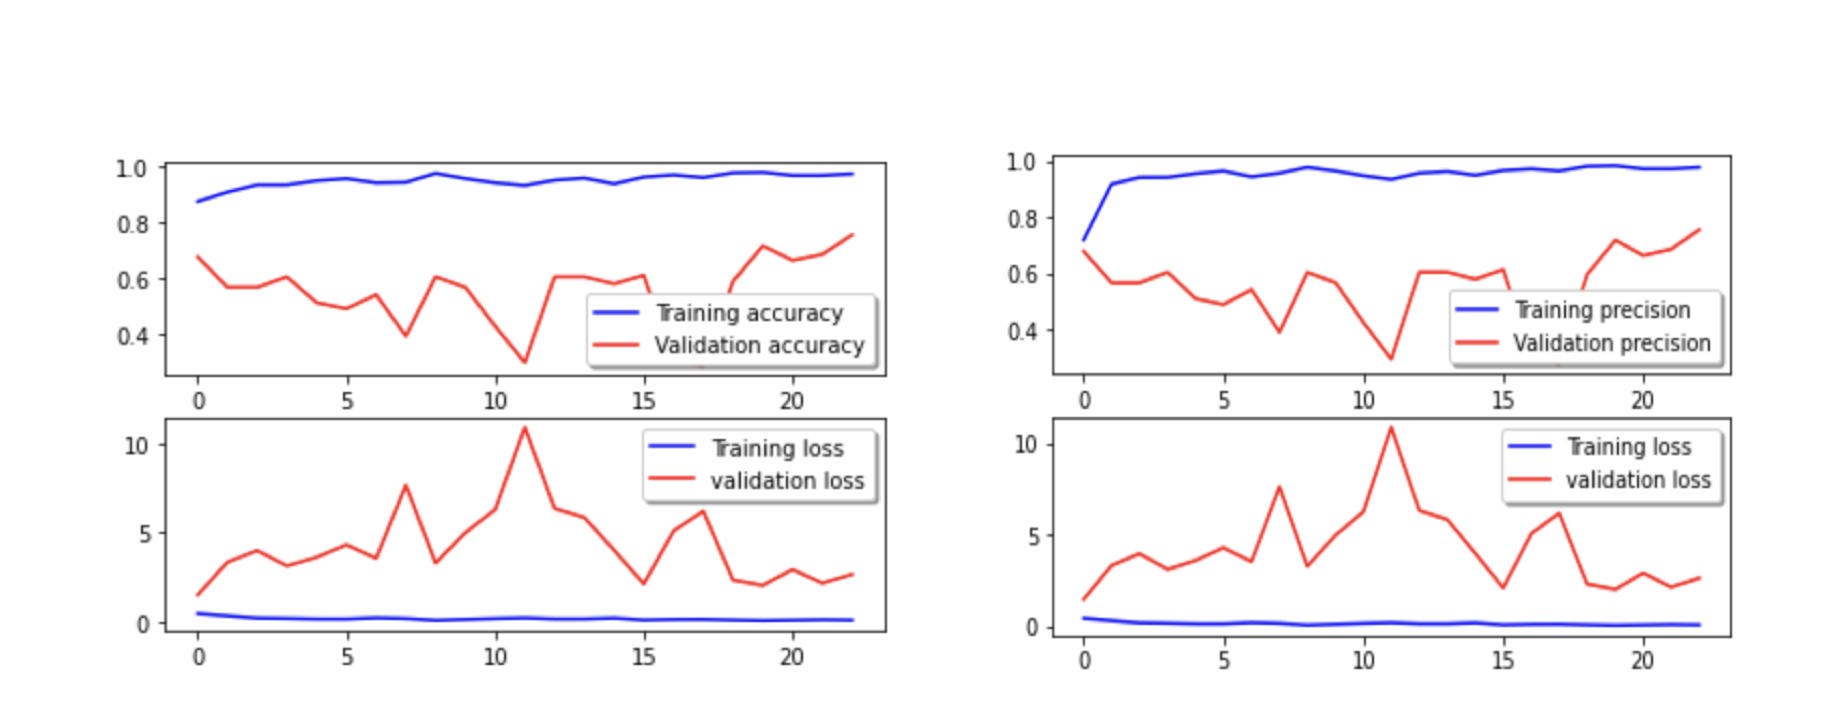 1.0
0.8
0.6
0.4
Training accuracy
Validation accuracy
0 5 10 15 20
10
5
0
Training loss
validation loss
0 5 10 15 20
1.0
0.8
0.6
0.4
Training precision
Validation precision
0 5 10 15 20
10
5
0
Training loss
validation loss
0 5 10 15 20